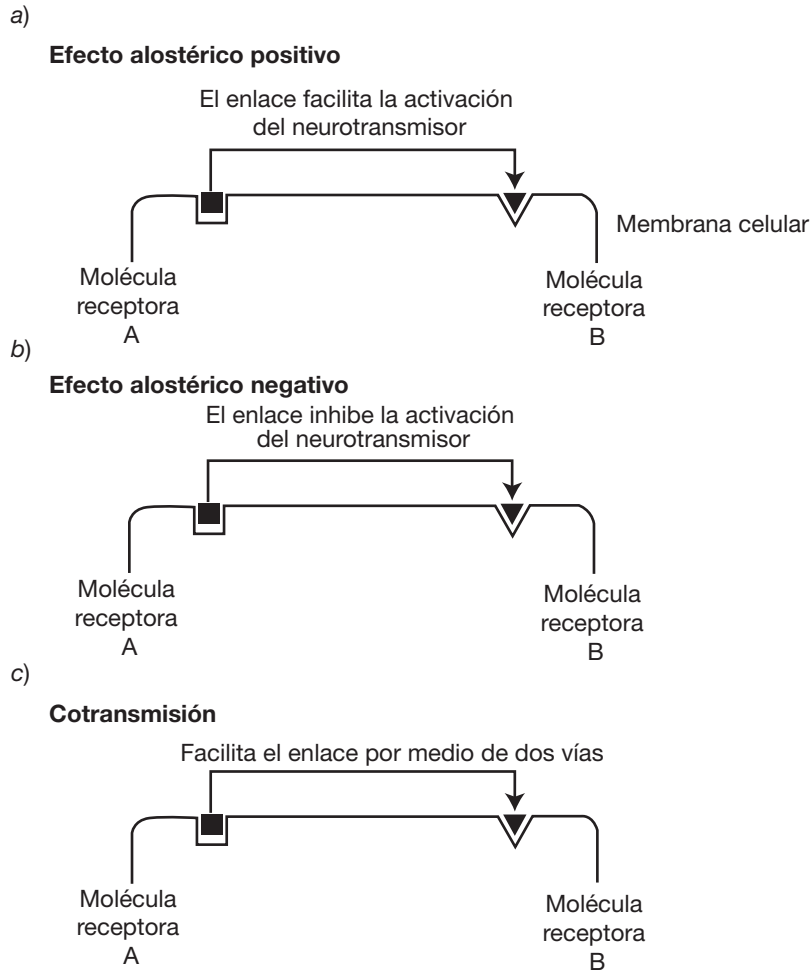 a)
Efecto alostérico positivo
El enlace facilita la activación
del neurotransmisor
Membrana celular
Molécula
receptora
A
Molécula
receptora
B
b)
Efecto alostérico negativo
El enlace inhibe la activación
del neurotransmisor
Molécula
receptora
A
Molécula
receptora
B
c)
Cotransmisión
Facilita el enlace por medio de dos vías
Molécula
receptora
A
Molécula
receptora
B